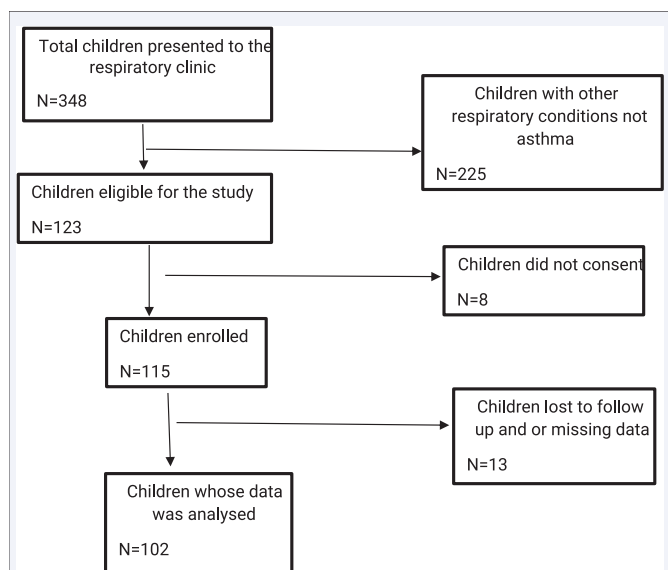 Total children presented to the
respiratory clinic
N=348
Children with other
respiratory conditions not
asthma
N=225
Children eligible for the study
N=123
Children did not consent
N=8
Children enrolled
N=115
Children lost to follow
up and or missing data
N=13
Children whose data
was analysed
N=102